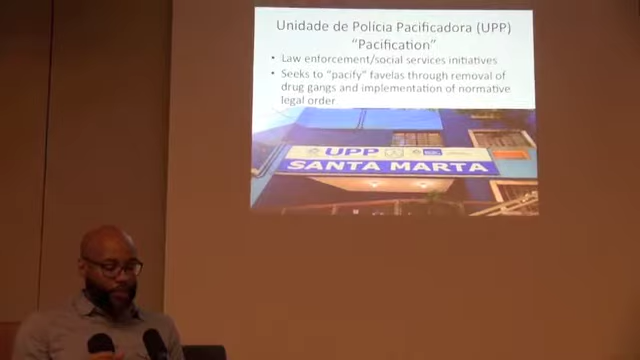 Unidade de Polícia Pacificadora (UPP)
“Pacification”
• Law enforcement/social services initiatives
• Seeks to “pacify” favelas through removal of
drug gangs and implementation of normative
legal order
UPP
SANTA MARTA